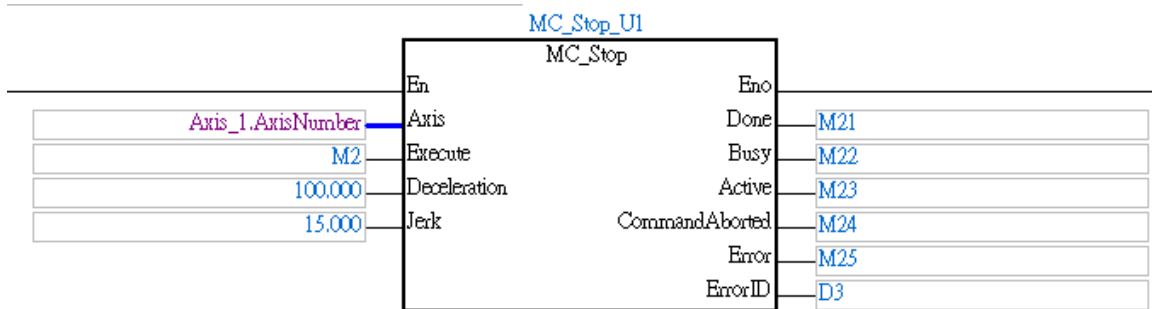 MC_Stop_U1
MC_Stop
En Eno
Axis_1.AxisNumber Axis Done M21
M2 Execute Busy M22
100.000 Deceleration Active M23
15.000 Jerk CommandAborted M24
Error M25
ErrorID D3